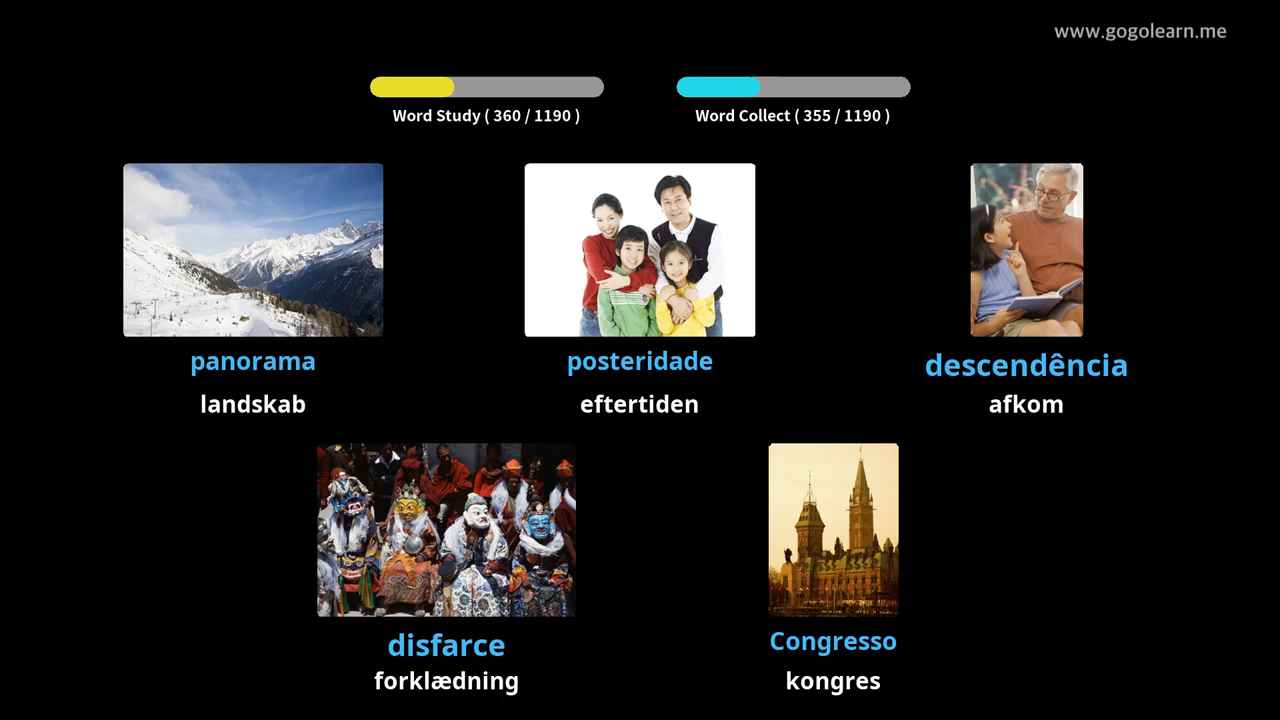 www.gogolearn.me
Word Study ( 360 / 1190 )
Word Collect ( 355 / 1190 )
panorama
landskab
posteridade
eftertiden
descendência
afkom
disfarce
forklædning
Congresso
kongres